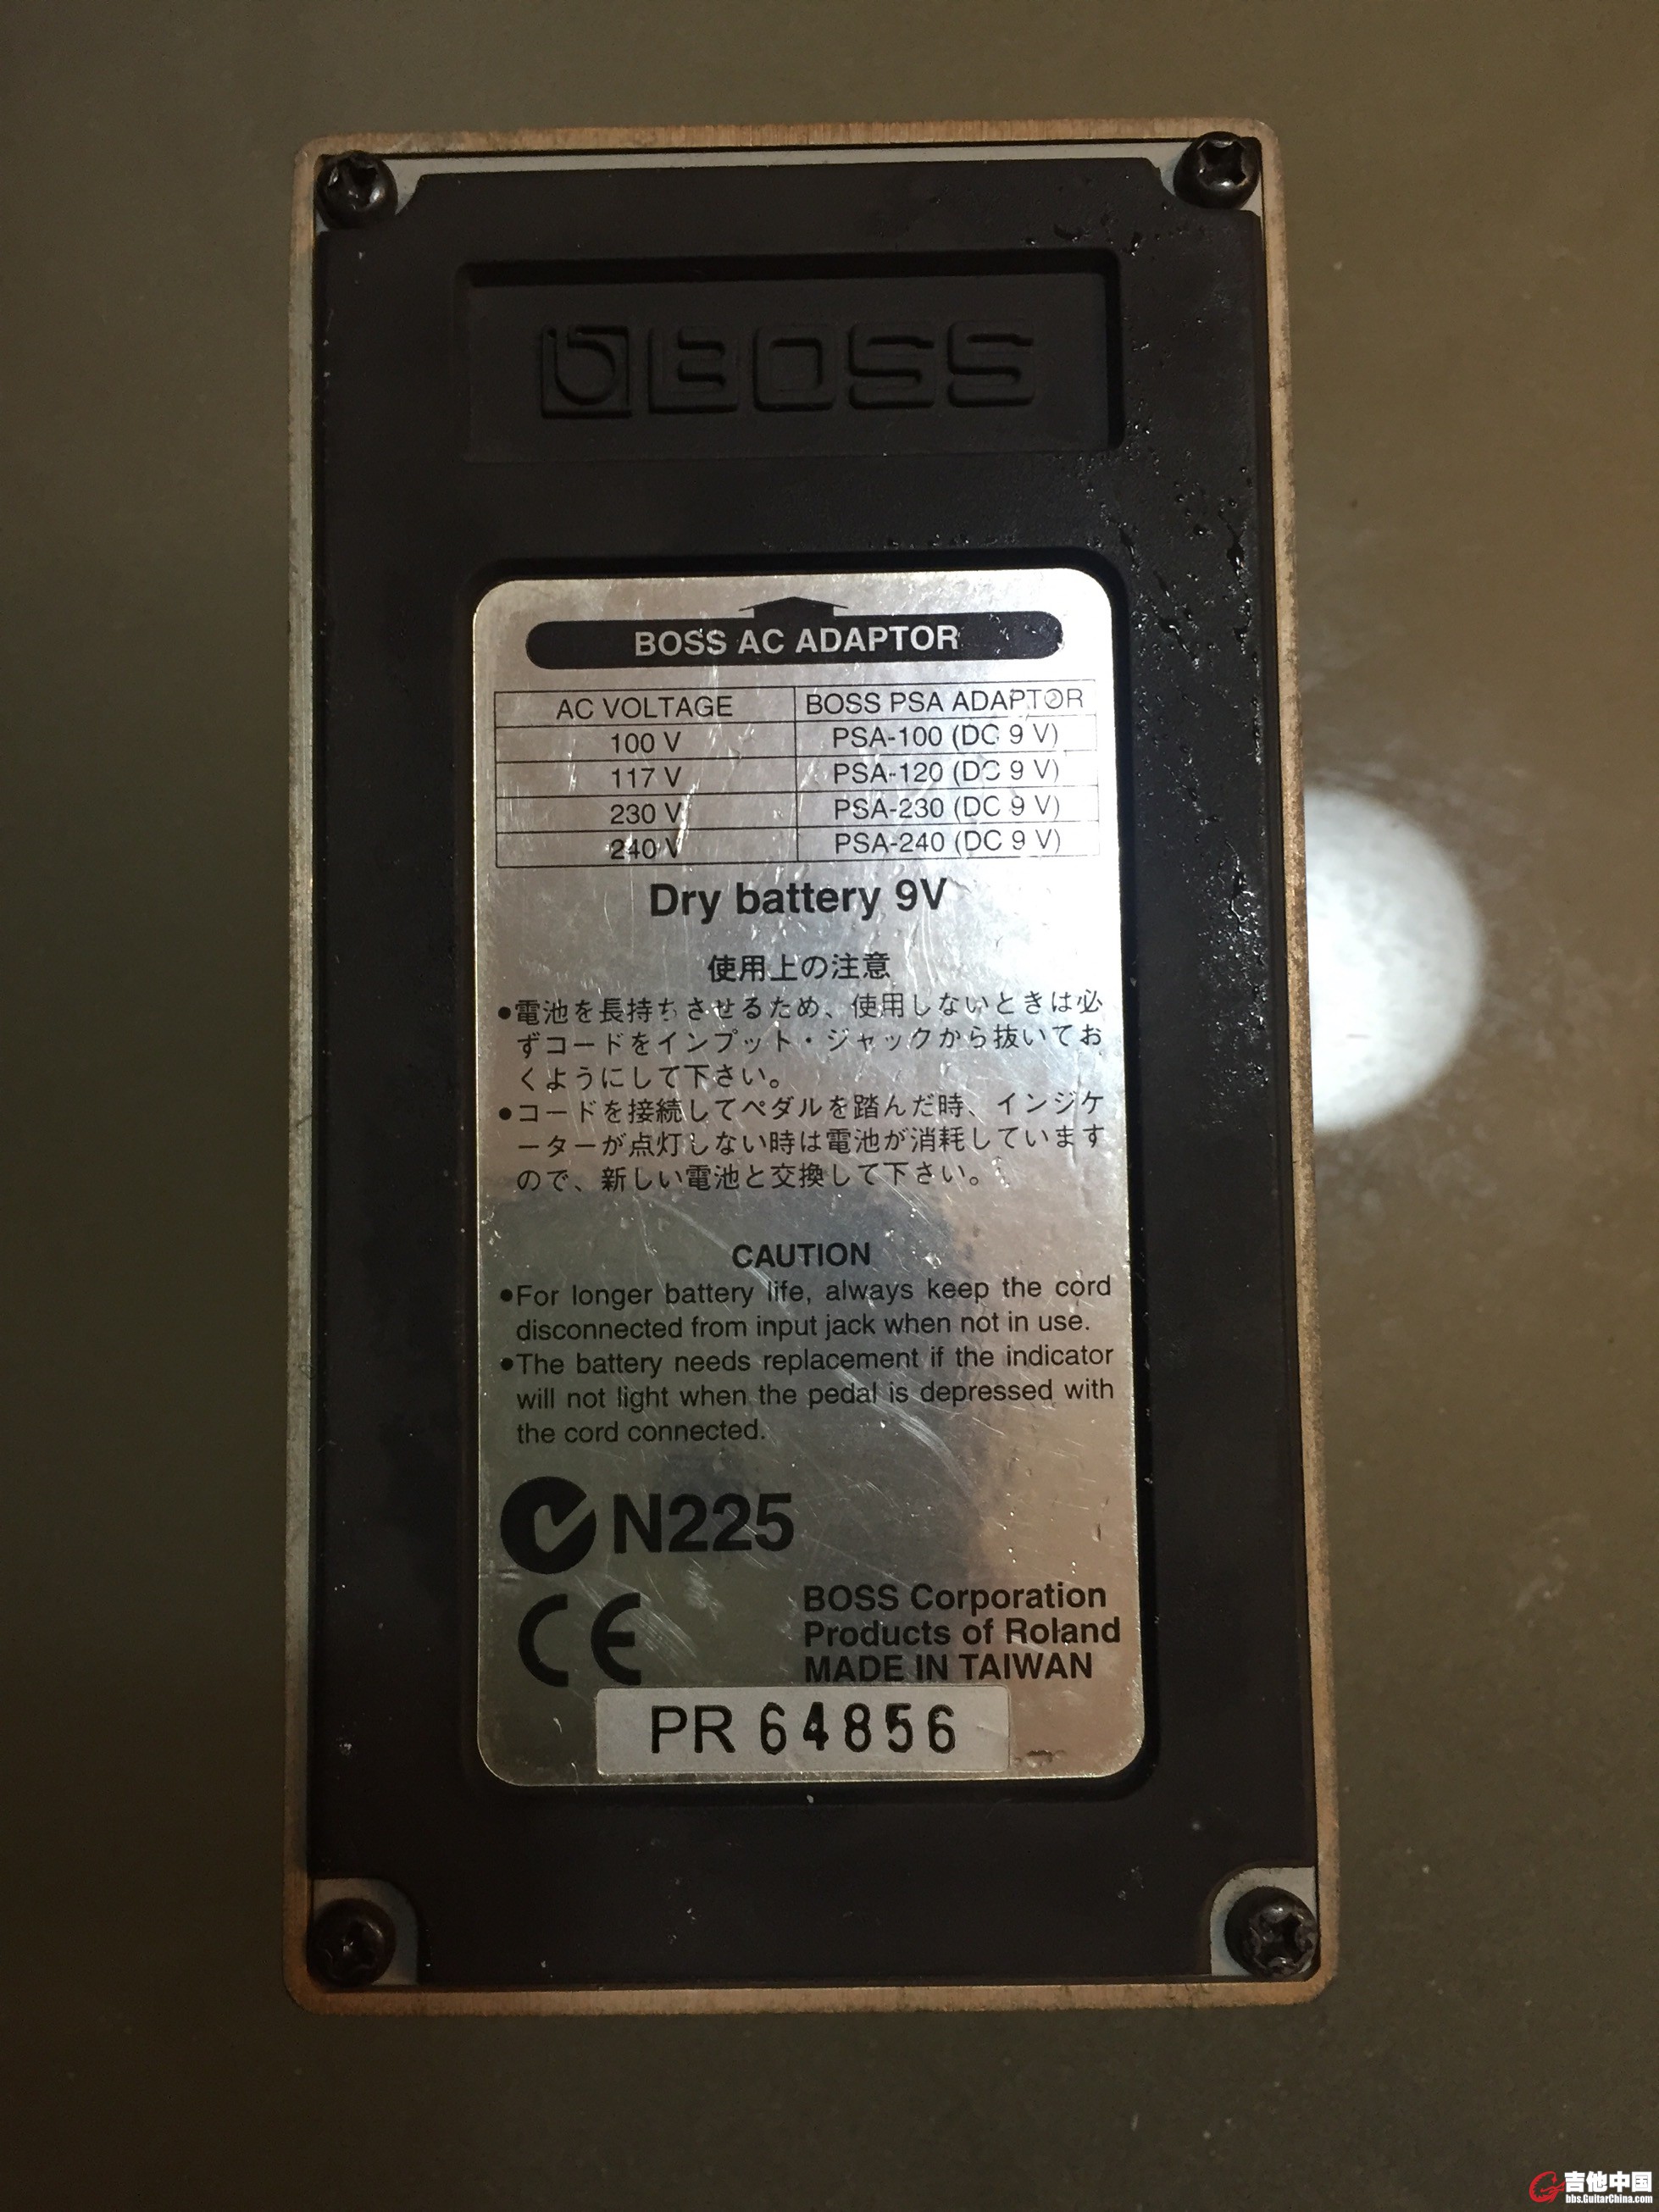 BOSS
BOSS AC ADAPTOR
AC VOLTAGE BOSS PSA ADAPTOR
100 V PSA-100 (DC 9 V)
117 V PSA-120 (DC 9 V)
230 V PSA-230 (DC 9 V)
240 V PSA-240 (DC 9 V)
Dry battery 9V
使用上の注意
●電池を長持ちさせるため、使用しないときは必
ずコードをインプット・ジャックから抜いてお
くようにして下さい。
●コードを接続してペダルを踏んだ時、インジケ
ーターが点灯しない時は電池が消耗しています
ので、新しい電池と交換して下さい。
CAUTION
●For longer battery life, always keep the cord
disconnected from input jack when not in use.
●The battery needs replacement if the indicator
will not light when the pedal is depressed with
the cord connected.
N225
CE
BOSS Corporation
Products of Roland
MADE IN TAIWAN
PR 64856
吉他中国
bbs.GuitarChina.com